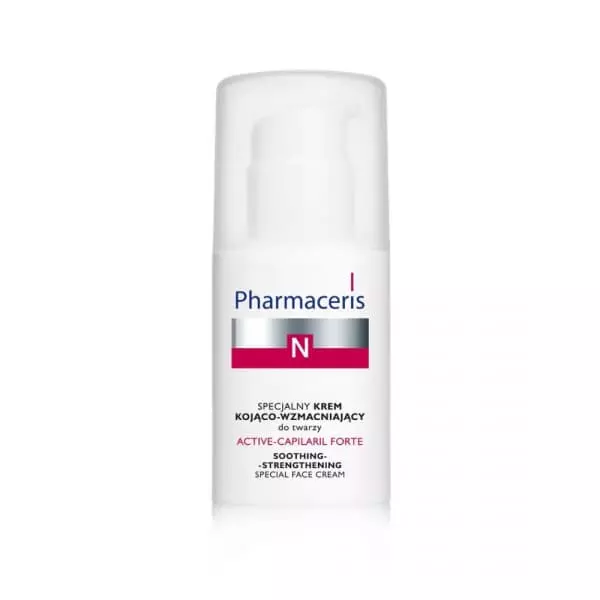 Pharmaceris
N
SPECJALNY KREM
KOJĄCO-WZMACNIAJĄCY
do twarzy
ACTIVE-CAPILARIL FORTE
SOOTHING-
-STRENGTHENING
SPECIAL FACE CREAM